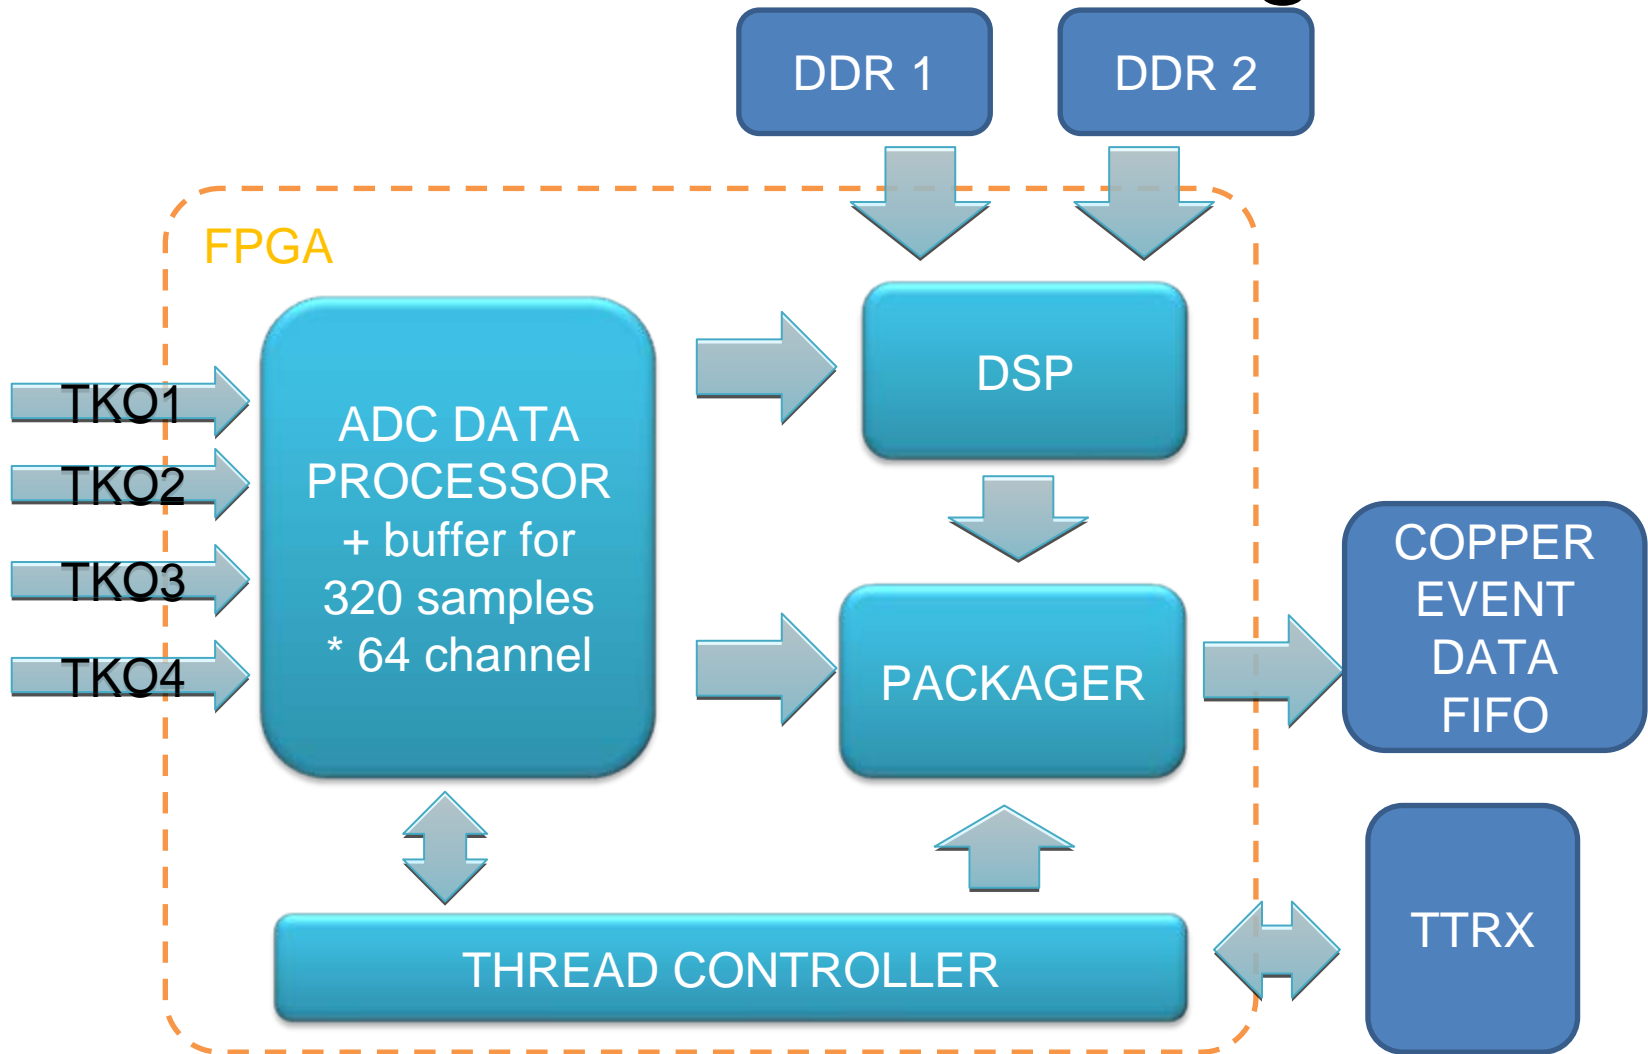 DDR 1
DDR 2
FPGA
TKO1
TKO2
TKO3
TKO4
ADC DATA
PROCESSOR
+ buffer for
320 samples
* 64 channel
DSP
PACKAGER
COPPER
EVENT
DATA
FIFO
THREAD CONTROLLER
TTRX